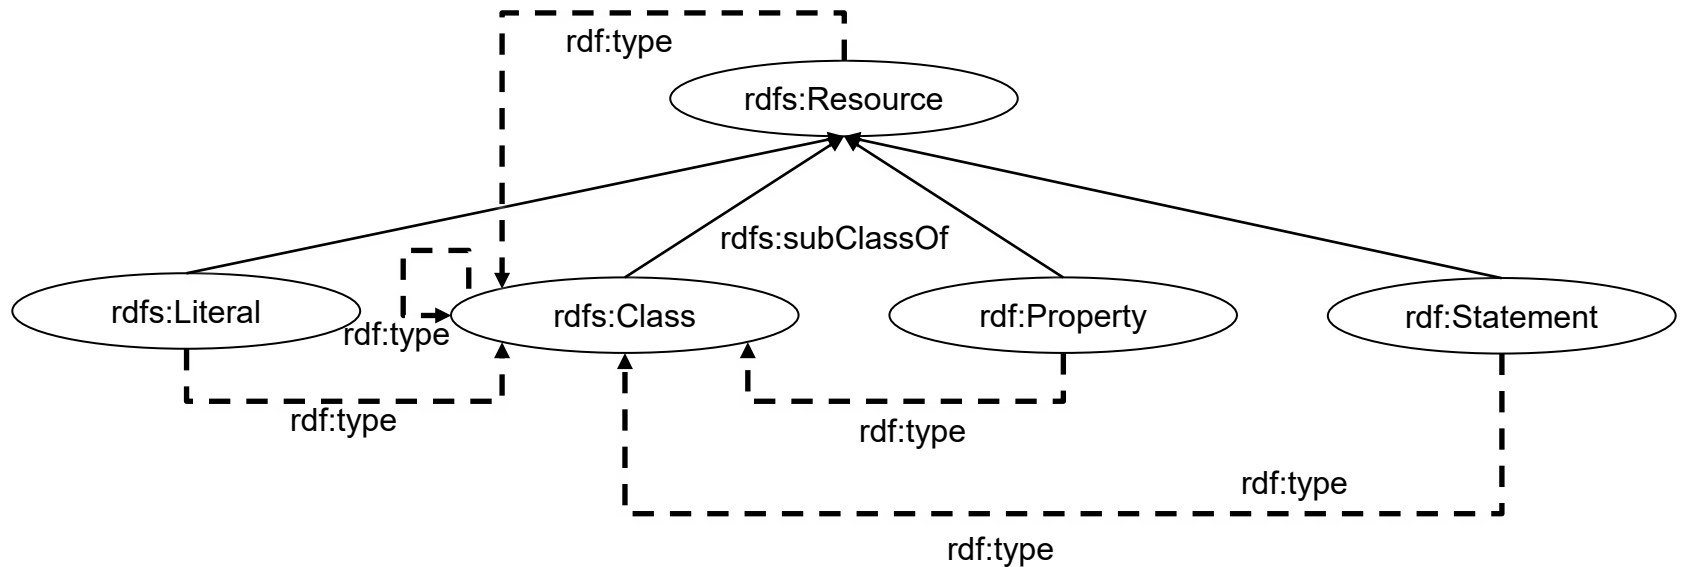 rdf:type
rdfs:Resource
rdfs:subClassOf
rdfs:Literal
rdfs:Class
rdf:Property
rdf:Statement
rdf:type
rdf:type
rdf:type
rdf:type
rdf:type